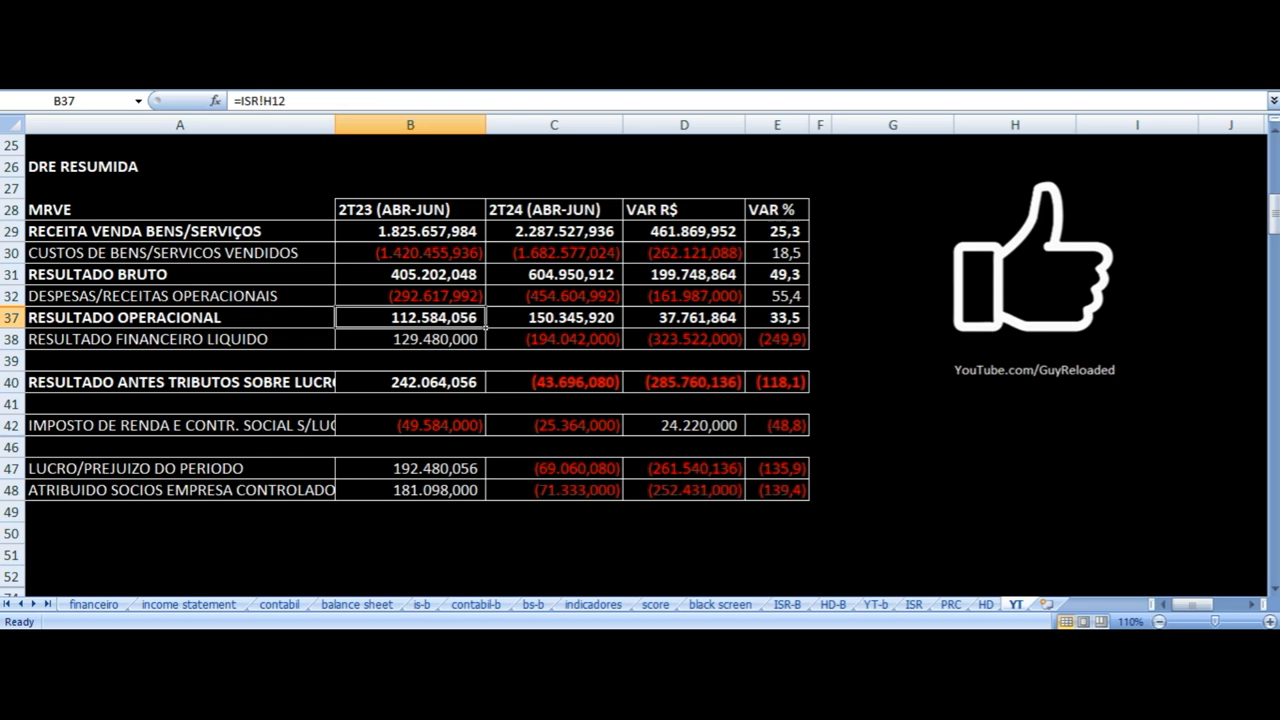 B37 fx =ISR!H12
A B C D E F G H I J
25
26 DRE RESUMIDA
27
28 MRVE 2T23 (ABR-JUN) 2T24 (ABR-JUN) VAR R$ VAR %
29 RECEITA VENDA BENS/SERVIÇOS 1.825.657,984 2.287.527,936 461.869,952 25,3
30 CUSTOS DE BENS/SERVICOS VENDIDOS (1.420.455,936) (1.682.577,024) (262.121,088) 18,5
31 RESULTADO BRUTO 405.202,048 604.950,912 199.748,864 49,3
32 DESPESAS/RECEITAS OPERACIONAIS (292.617,992) (454.604,992) (161.987,000) 55,4
37 RESULTADO OPERACIONAL 112.584,056 150.345,920 37.761,864 33,5
38 RESULTADO FINANCEIRO LIQUIDO 129.480,000 (194.042,000) (323.522,000) (249,9)
39
40 RESULTADO ANTES TRIBUTOS SOBRE LUCRO 242.064,056 (43.696,080) (285.760,136) (118,1)
41
42 IMPOSTO DE RENDA E CONTR. SOCIAL S/LUC (49.584,000) (25.364,000) 24.220,000 (48,8)
46
47 LUCRO/PREJUIZO DO PERIODO 192.480,056 (69.060,080) (261.540,136) (135,9)
48 ATRIBUIDO SOCIOS EMPRESA CONTROLADO 181.098,000 (71.333,000) (252.431,000) (139,4)
49
50
51
52
YouTube.com/GuyReloaded
financeiro income statement contabil balance sheet is-b contabil-b bs-b indicadores score black screen ISR-B HD-B YT-b ISR PRC HD YT
Ready 110%